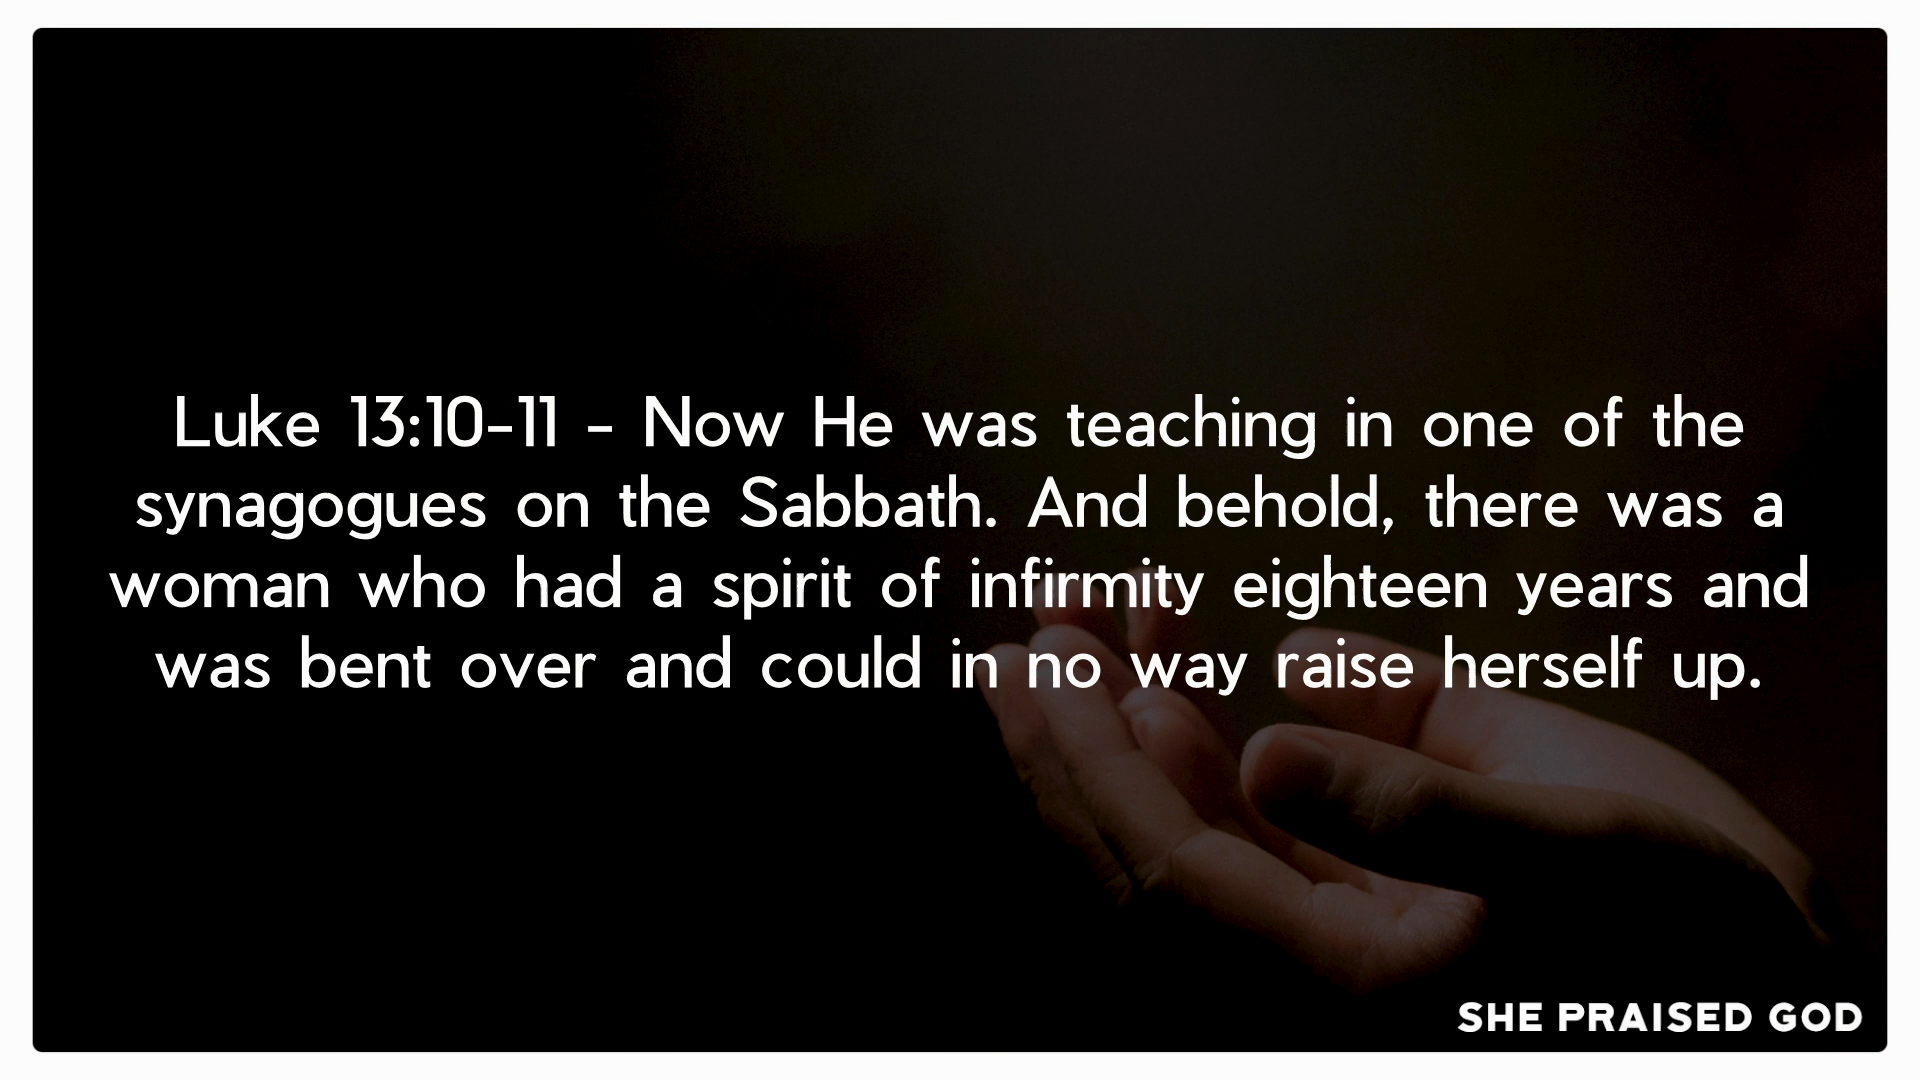 Luke 13:10-11 - Now He was teaching in one of the
synagogues on the Sabbath. And behold, there was a
woman who had a spirit of infirmity eighteen years and
was bent over and could in no way raise herself up.
SHE PRAISED GOD